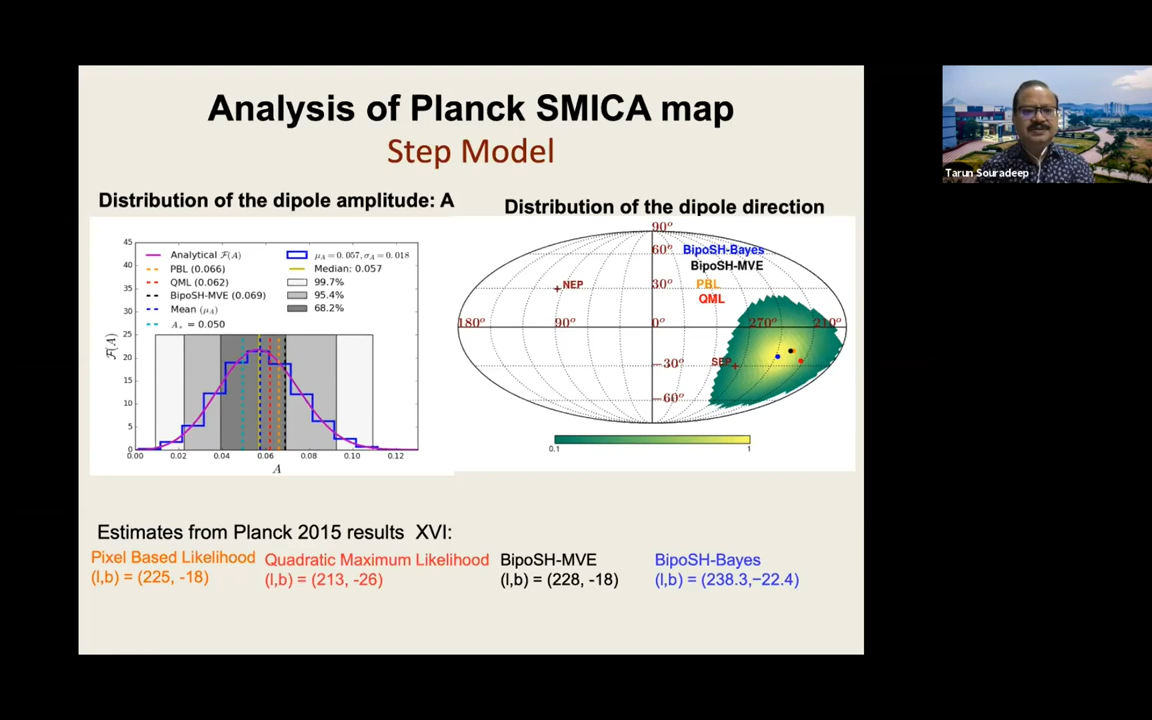 Analysis of Planck SMICA map
Step Model
Tarun Souradeep
Distribution of the dipole amplitude: A
Distribution of the dipole direction
45
40
35
30
25
20
15
10
5
0
0.00 0.02 0.04 0.06 0.08 0.10 0.12
A
F(A)
Analytical F(A)
PBL (0.066)
QML (0.062)
BipoSH-MVE (0.069)
Mean (μ_A)
A_* = 0.050
μ_A = 0.057, σ_A = 0.018
Median: 0.057
99.7%
95.4%
68.2%
90°
60°
30°
0°
−30°
−60°
180°
90°
270°
210°
NEP
SEP
BipoSH-Bayes
BipoSH-MVE
PBL
QML
0.1 1
Estimates from Planck 2015 results XVI:
Pixel Based Likelihood
(l,b) = (225, -18)
Quadratic Maximum Likelihood
(l,b) = (213, -26)
BipoSH-MVE
(l,b) = (228, -18)
BipoSH-Bayes
(l,b) = (238.3,−22.4)